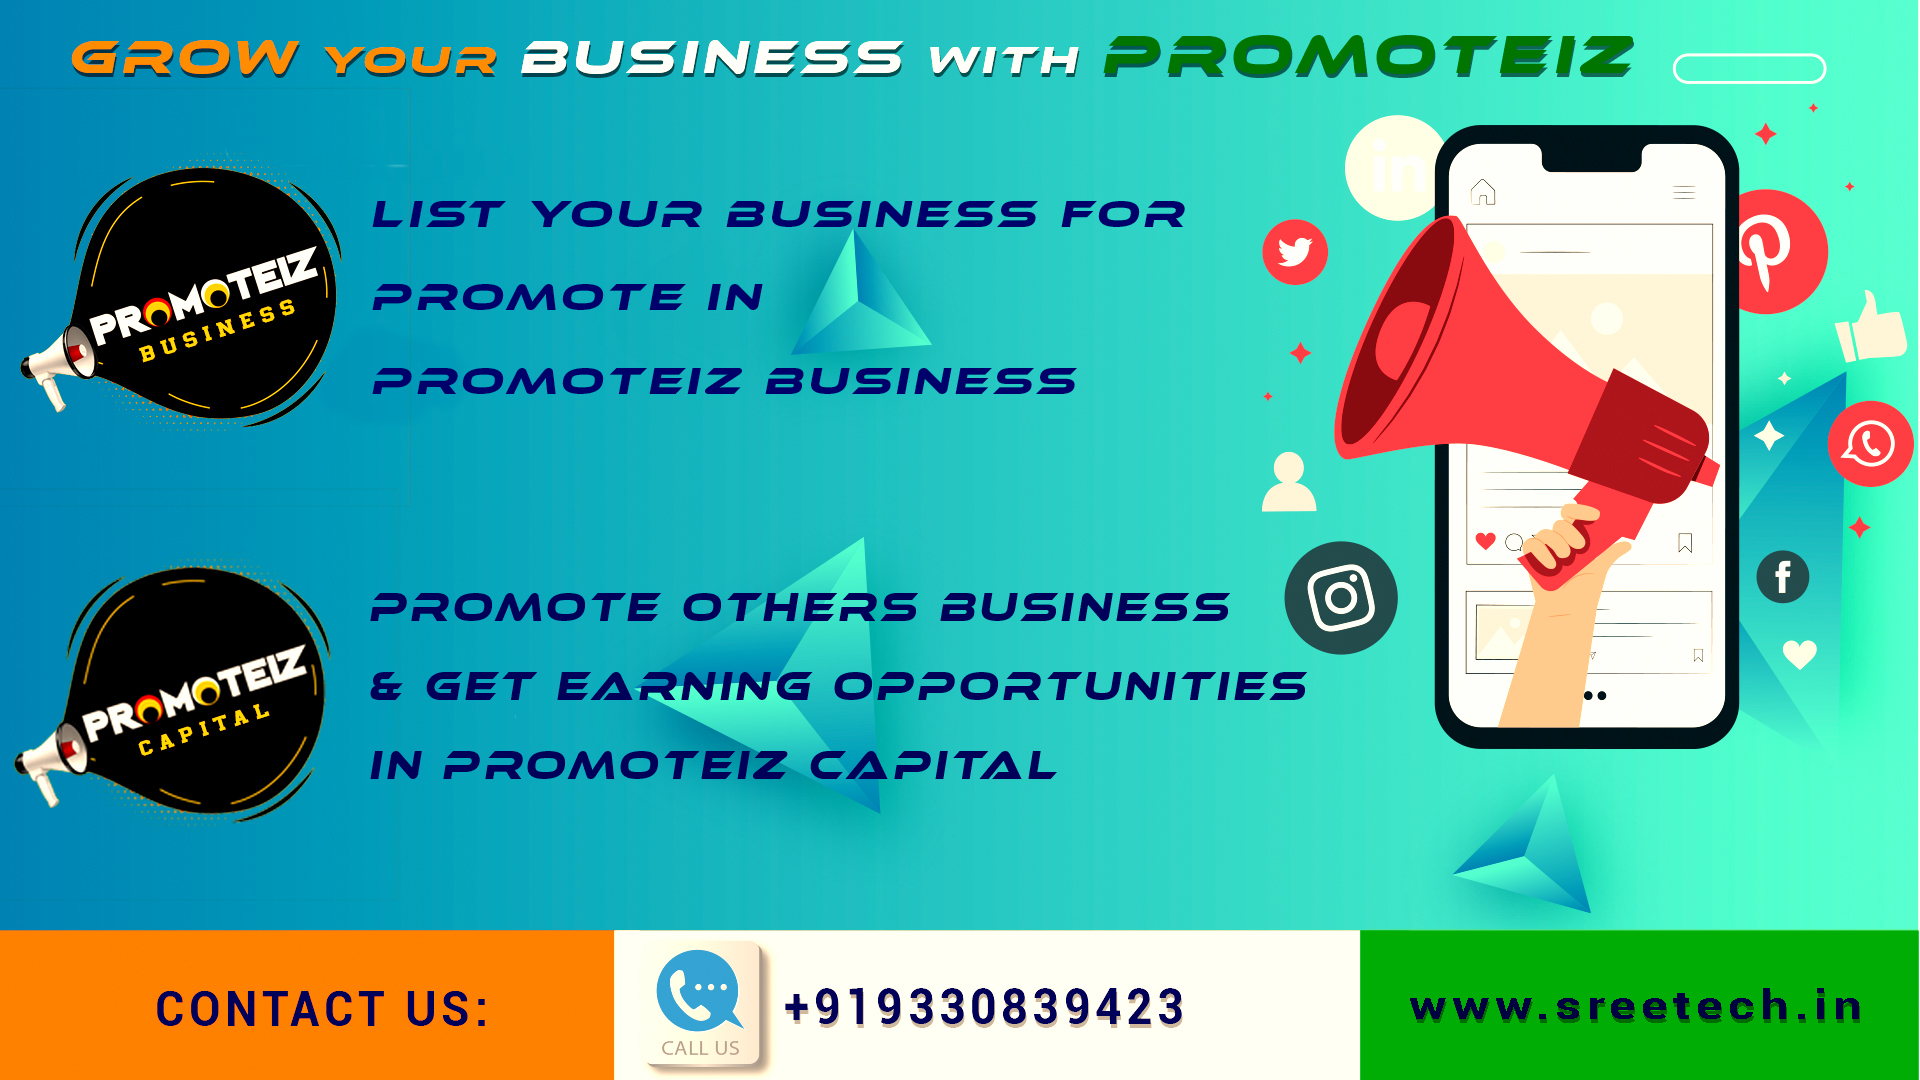 GROW YOUR BUSINESS WITH PROMOTEIZ
PROMOTEIZ
BUSINESS
LIST YOUR BUSINESS FOR
PROMOTE IN
PROMOTEIZ BUSINESS
PROMOTEIZ
CAPITAL
PROMOTE OTHERS BUSINESS
& GET EARNING OPPORTUNITIES
IN PROMOTEIZ CAPITAL
in
f
CONTACT US:
CALL US
+919330839423
www.sreetech.in